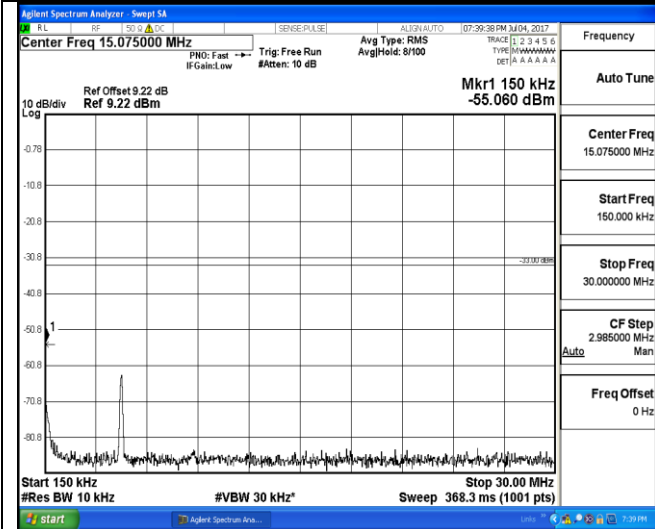 Agilent Spectrum Analyzer - Swept SA
RL RF 50 Ω DC SENSE:PULSE ALIGNAUTO 07:39:38 PM Jul 04, 2017
Center Freq 15.075000 MHz
PNO: Fast
IFGain:Low
Trig: Free Run
#Atten: 10 dB
Avg Type: RMS
Avg|Hold: 8/100
TRACE 1 2 3 4 5 6
TYPE MWWWWW
DET A A A A A A
Mkr1 150 kHz
-55.060 dBm
Ref Offset 9.22 dB
10 dB/div Ref 9.22 dBm
Log
-0.78
-10.8
-20.8
-30.8
-33.00 dBm
-40.8
-50.8
1
-60.8
-70.8
-80.8
Start 150 kHz Stop 30.00 MHz
#Res BW 10 kHz #VBW 30 kHz* Sweep 368.3 ms (1001 pts)
Frequency
Auto Tune
Center Freq
15.075000 MHz
Start Freq
150.000 kHz
Stop Freq
30.000000 MHz
CF Step
2.985000 MHz
Auto Man
Freq Offset
0 Hz
start Agilent Spectrum Ana... Links » 7:39 PM